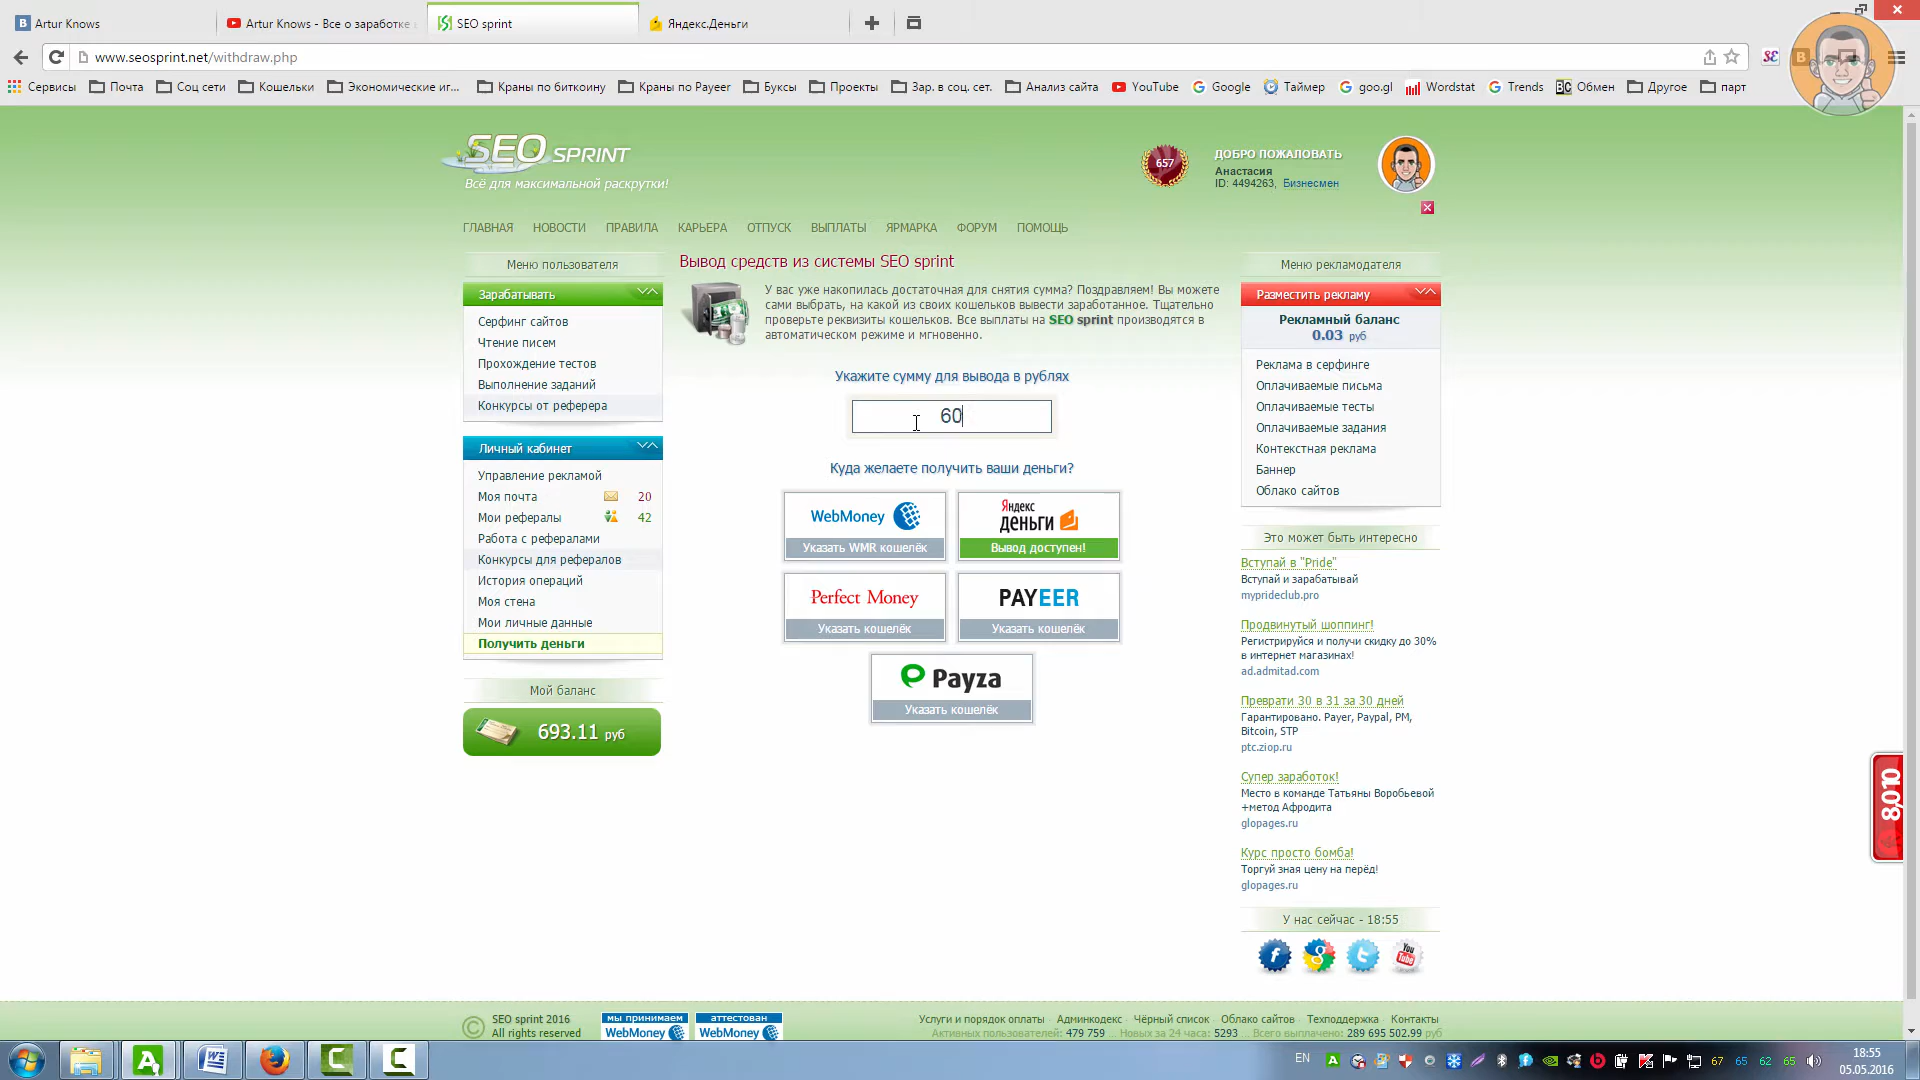 Artur Knows
Artur Knows - Все о заработке
SEO sprint
Яндекс.Деньги
www.seosprint.net/withdraw.php
Сервисы
Почта
Соц сети
Кошельки
Экономические иг...
Краны по биткоину
Краны по Payeer
Буксы
Проекты
Зар. в соц. сет.
Анализ сайта
YouTube
Google
Таймер
goo.gl
Wordstat
Trends
Обмен
Другое
парт
SEO SPRINT
Всё для максимальной раскрутки!
657
ДОБРО ПОЖАЛОВАТЬ
Анастасия
ID: 4494263, Бизнесмен
ГЛАВНАЯ НОВОСТИ ПРАВИЛА КАРЬЕРА ОТПУСК ВЫПЛАТЫ ЯРМАРКА ФОРУМ ПОМОЩЬ
Меню пользователя
Зарабатывать
Серфинг сайтов
Чтение писем
Прохождение тестов
Выполнение заданий
Конкурсы от реферера
Личный кабинет
Управление рекламой
Моя почта 20
Мои рефералы 42
Работа с рефералами
Конкурсы для рефералов
История операций
Моя стена
Мои личные данные
Получить деньги
Мой баланс
693.11 руб
Вывод средств из системы SEO sprint
У вас уже накопилась достаточная для снятия сумма? Поздравляем! Вы можете
сами выбрать, на какой из своих кошельков вывести заработанное. Тщательно
проверьте реквизиты кошельков. Все выплаты на SEO sprint производятся в
автоматическом режиме и мгновенно.
Укажите сумму для вывода в рублях
60
Куда желаете получить ваши деньги?
WebMoney
Указать WMR кошелёк
Яндекс
деньги
Вывод доступен!
Perfect Money
Указать кошелёк
PAYEER
Указать кошелёк
Payza
Указать кошелёк
Меню рекламодателя
Разместить рекламу
Рекламный баланс
0.03 руб
Реклама в серфинге
Оплачиваемые письма
Оплачиваемые тесты
Оплачиваемые задания
Контекстная реклама
Баннер
Облако сайтов
Это может быть интересно
Вступай в "Pride"
Вступай и зарабатывай
myprideclub.pro
Продвинутый шоппинг!
Регистрируйся и получи скидку до 30%
в интернет магазинах!
ad.admitad.com
Преврати 30 в 31 за 30 дней
Гарантировано. Payer, Paypal, PM,
Bitcoin, STP
ptc.ziop.ru
Супер заработок!
Место в команде Татьяны Воробьевой
+метод Афродита
glopages.ru
Курс просто бомба!
Торгуй зная цену на перёд!
glopages.ru
У нас сейчас - 18:55
You
Tube
8,010
SEO sprint 2016
All rights reserved
мы принимаем
WebMoney
аттестован
WebMoney
Услуги и порядок оплаты Админкодекс Чёрный список Облако сайтов Техподдержка Контакты
Активных пользователей: 479 759 ... Новых за 24 часа: 5293 ... Всего выплачено: 289 695 502.99 руб
EN
67 65 62 65
18:55
05.05.2016